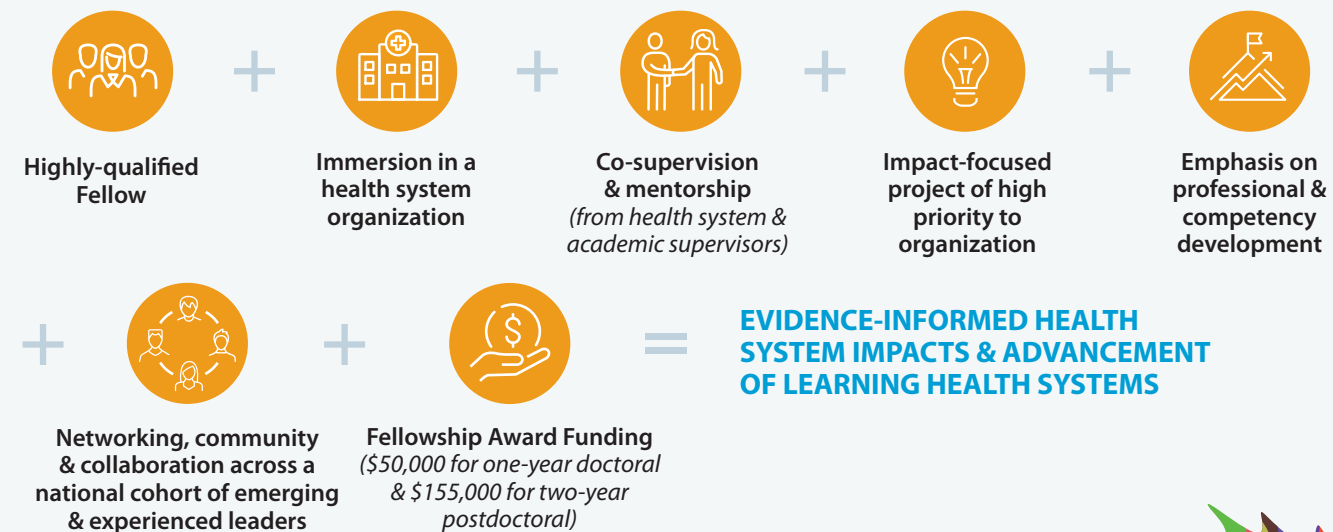 +
+
+
+
Highly-qualified
Fellow
Immersion in a
health system
organization
Co-supervision
& mentorship
(from health system &
academic supervisors)
Impact-focused
project of high
priority to
organization
Emphasis on
professional &
competency
development
+
+
$
=
EVIDENCE-INFORMED HEALTH
SYSTEM IMPACTS & ADVANCEMENT
OF LEARNING HEALTH SYSTEMS
Networking, community
& collaboration across a
national cohort of emerging
& experienced leaders
Fellowship Award Funding
($50,000 for one-year doctoral
& $155,000 for two-year
postdoctoral)